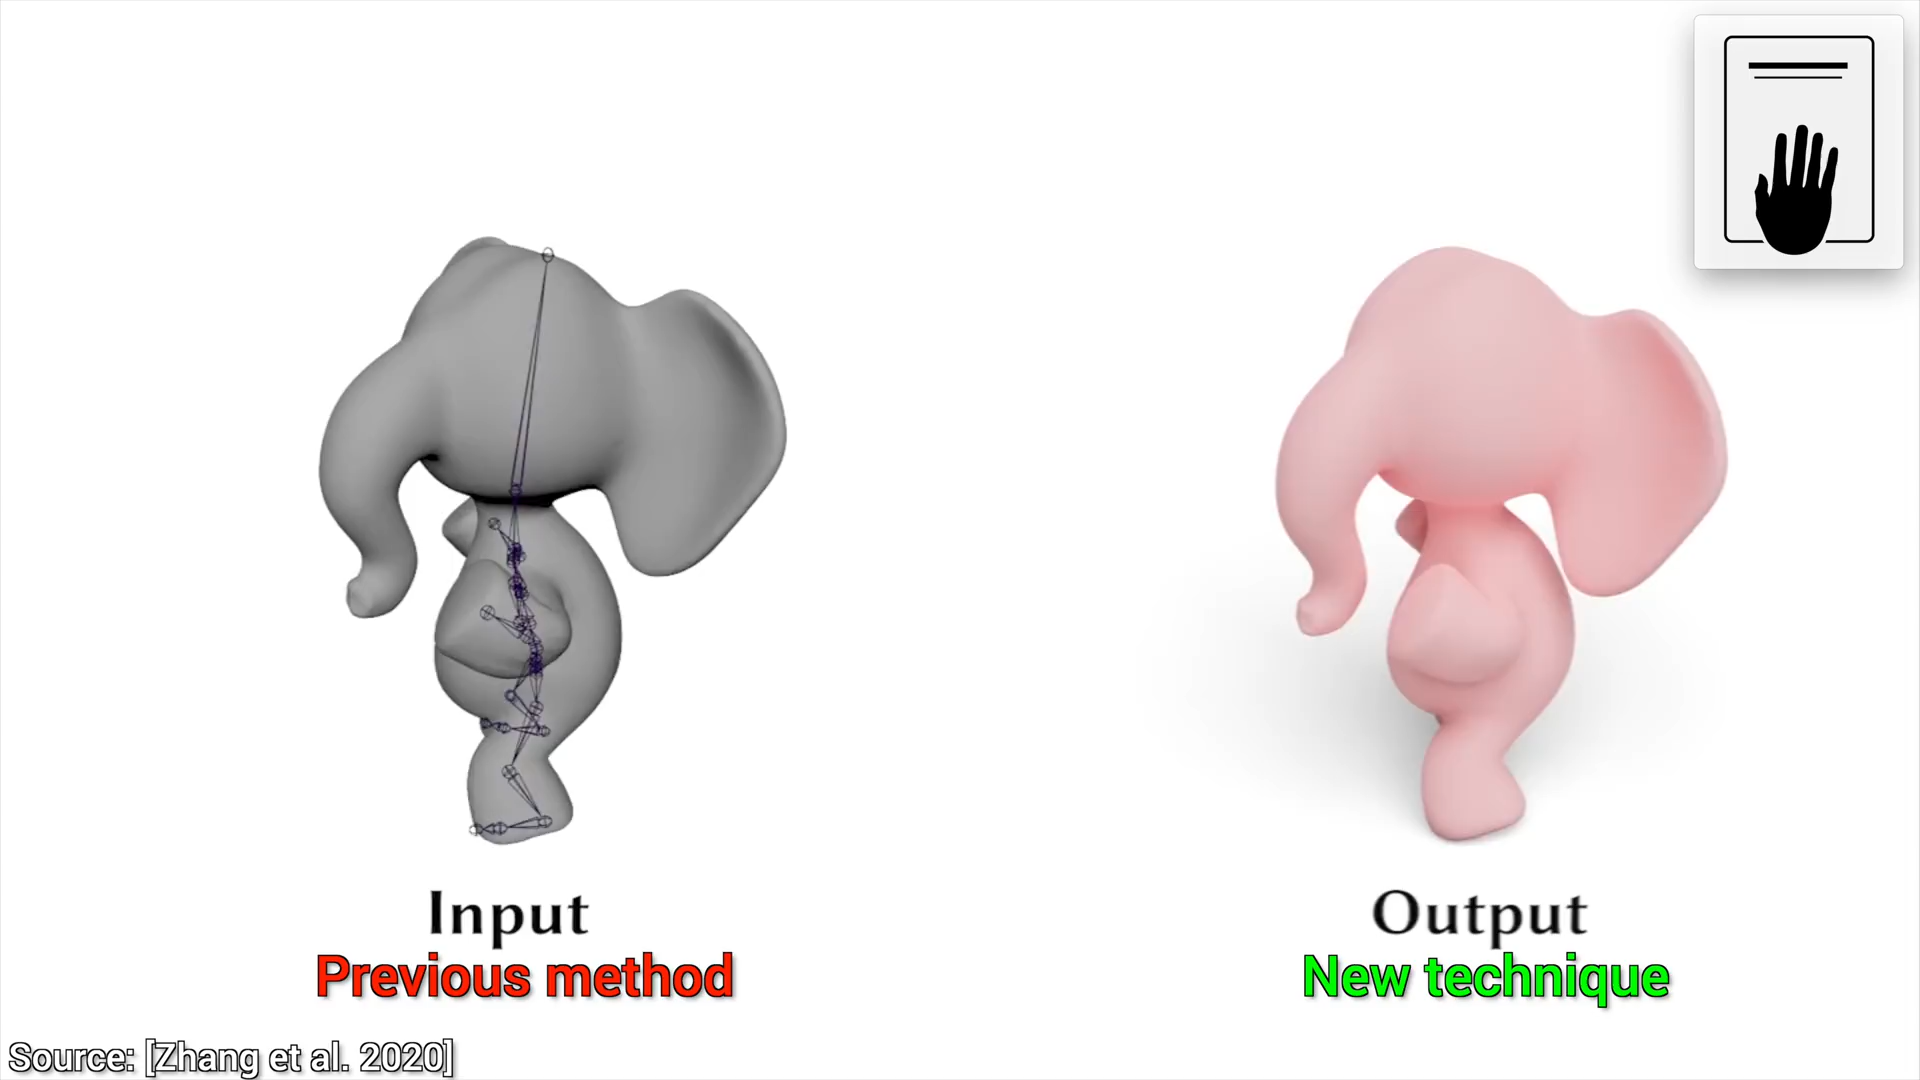 Input
Output
Previous method
New technique
Source: [Zhang et al. 2020]